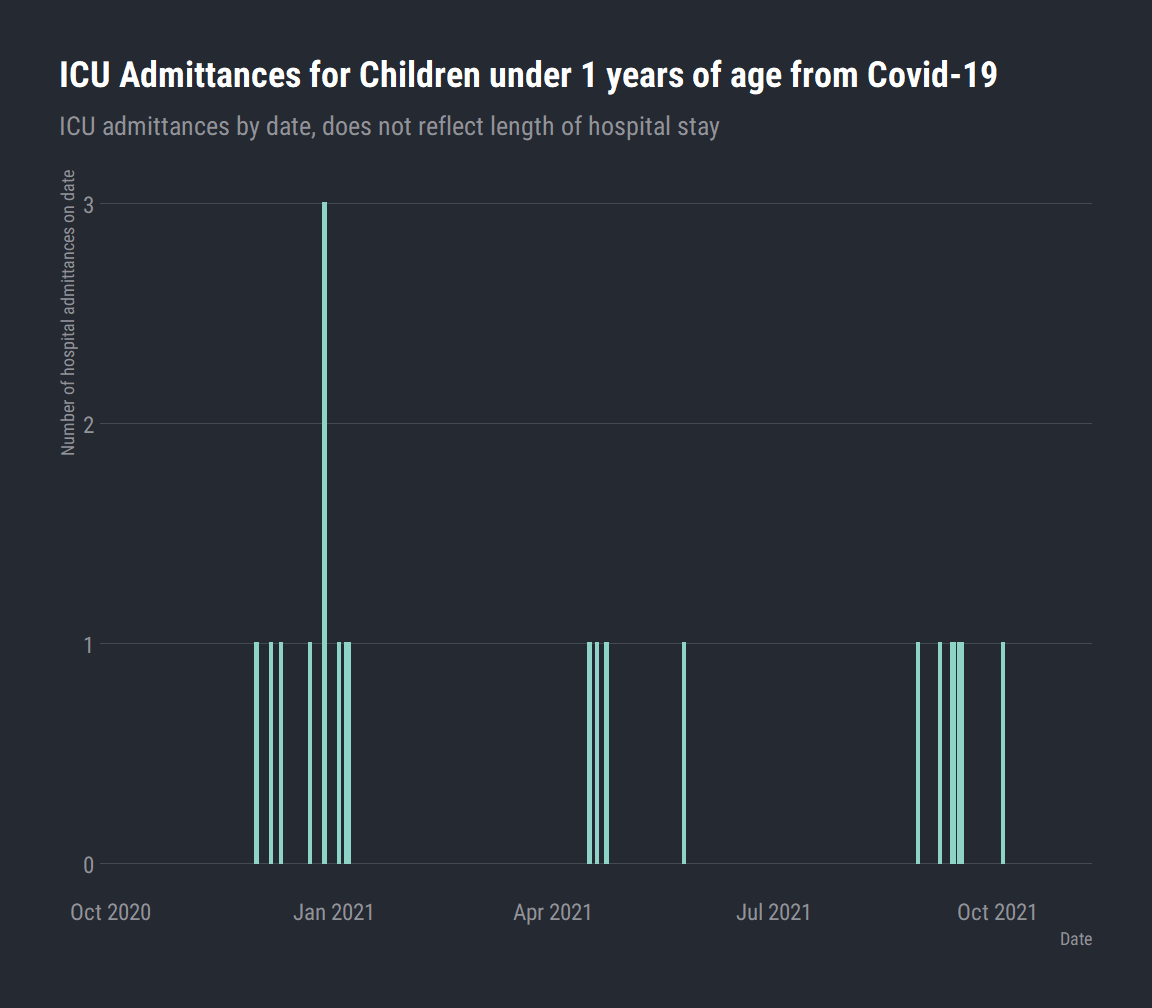 ICU Admittances for Children under 1 years of age from Covid-19
ICU admittances by date, does not reflect length of hospital stay
Number of hospital admittances on date
3
2
1
0
Oct 2020
Jan 2021
Apr 2021
Jul 2021
Oct 2021
Date